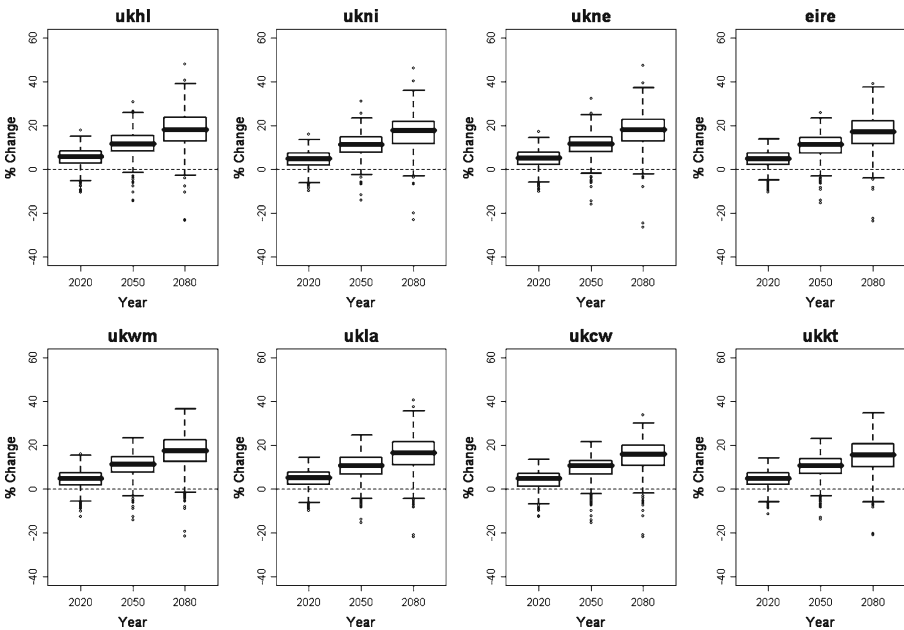 ukhl ukni ukne eire
% Change % Change % Change % Change
60 60 60 60
40 40 40 40
20 20 20 20
0 0 0 0
-20 -20 -20 -20
-40 -40 -40 -40
2020 2050 2080 2020 2050 2080 2020 2050 2080 2020 2050 2080
Year Year Year Year
ukwm ukla ukcw ukkt
% Change % Change % Change % Change
60 60 60 60
40 40 40 40
20 20 20 20
0 0 0 0
-20 -20 -20 -20
-40 -40 -40 -40
2020 2050 2080 2020 2050 2080 2020 2050 2080 2020 2050 2080
Year Year Year Year